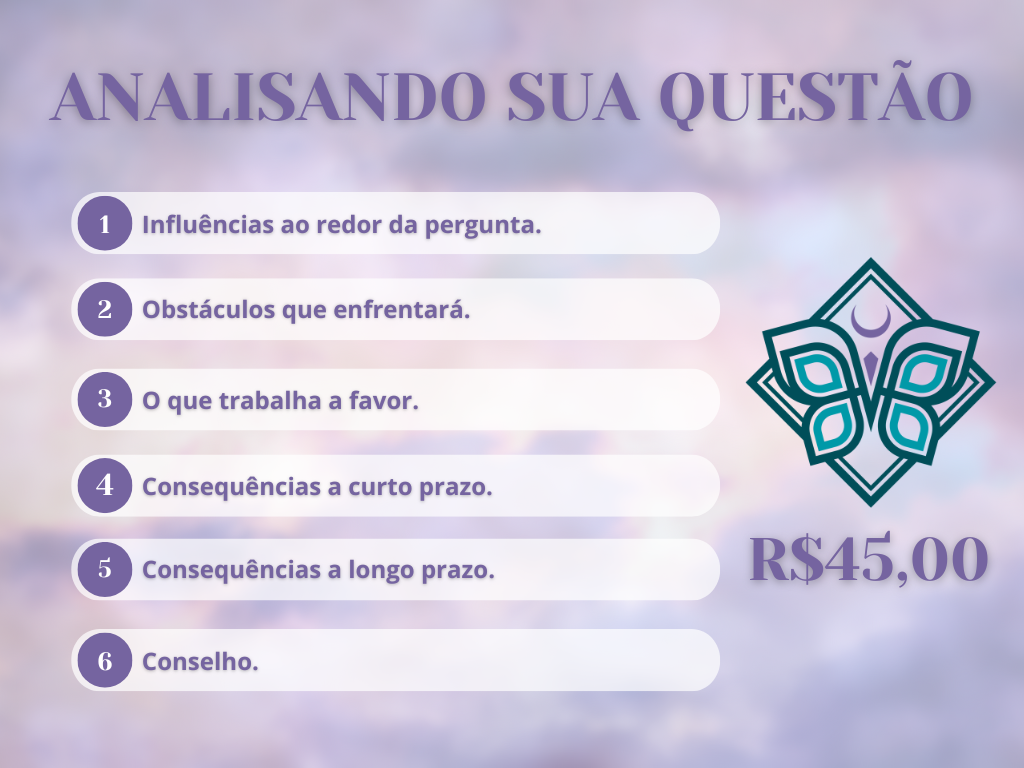 ANALISANDO SUA QUESTÃO
1 Influências ao redor da pergunta.
2 Obstáculos que enfrentará.
3 O que trabalha a favor.
4 Consequências a curto prazo.
5 Consequências a longo prazo.
6 Conselho.
R$45,00